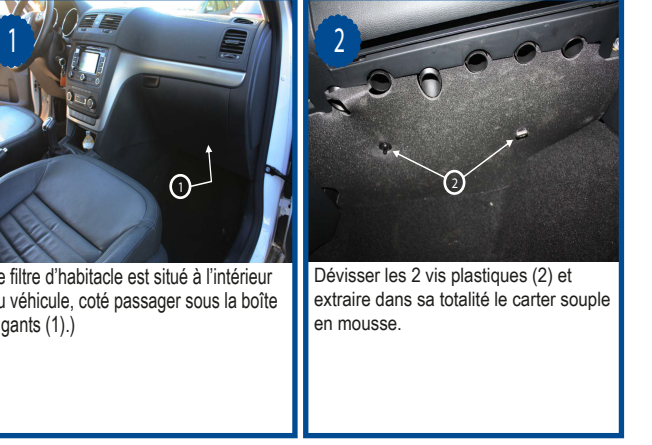 1
2
1
2
e filtre d'habitacle est situé à l'intérieur
u véhicule, coté passager sous la boîte
gants (1).)
Dévisser les 2 vis plastiques (2) et
extraire dans sa totalité le carter souple
en mousse.